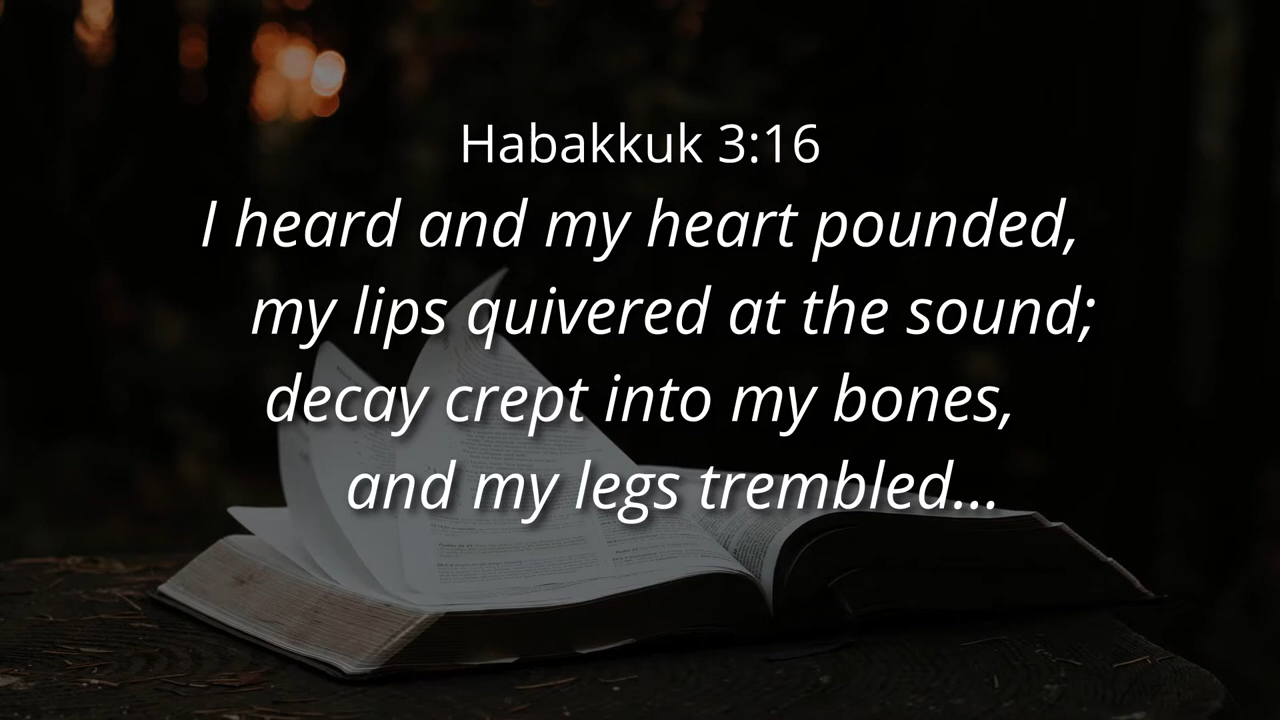 Habakkuk 3:16
I heard and my heart pounded,
my lips quivered at the sound;
decay crept into my bones,
and my legs trembled...